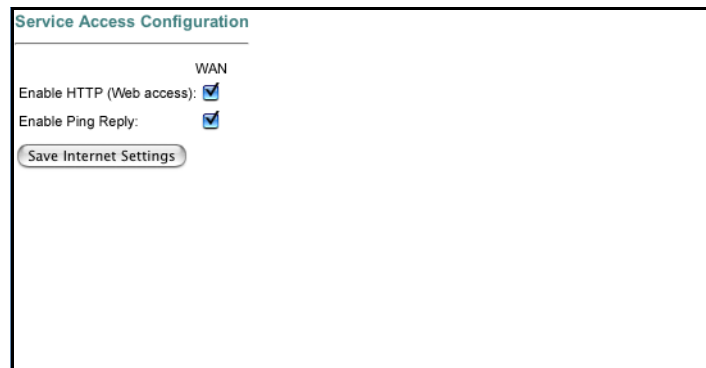 Service Access Configuration
WAN
Enable HTTP (Web access):
Enable Ping Reply:
Save Internet Settings